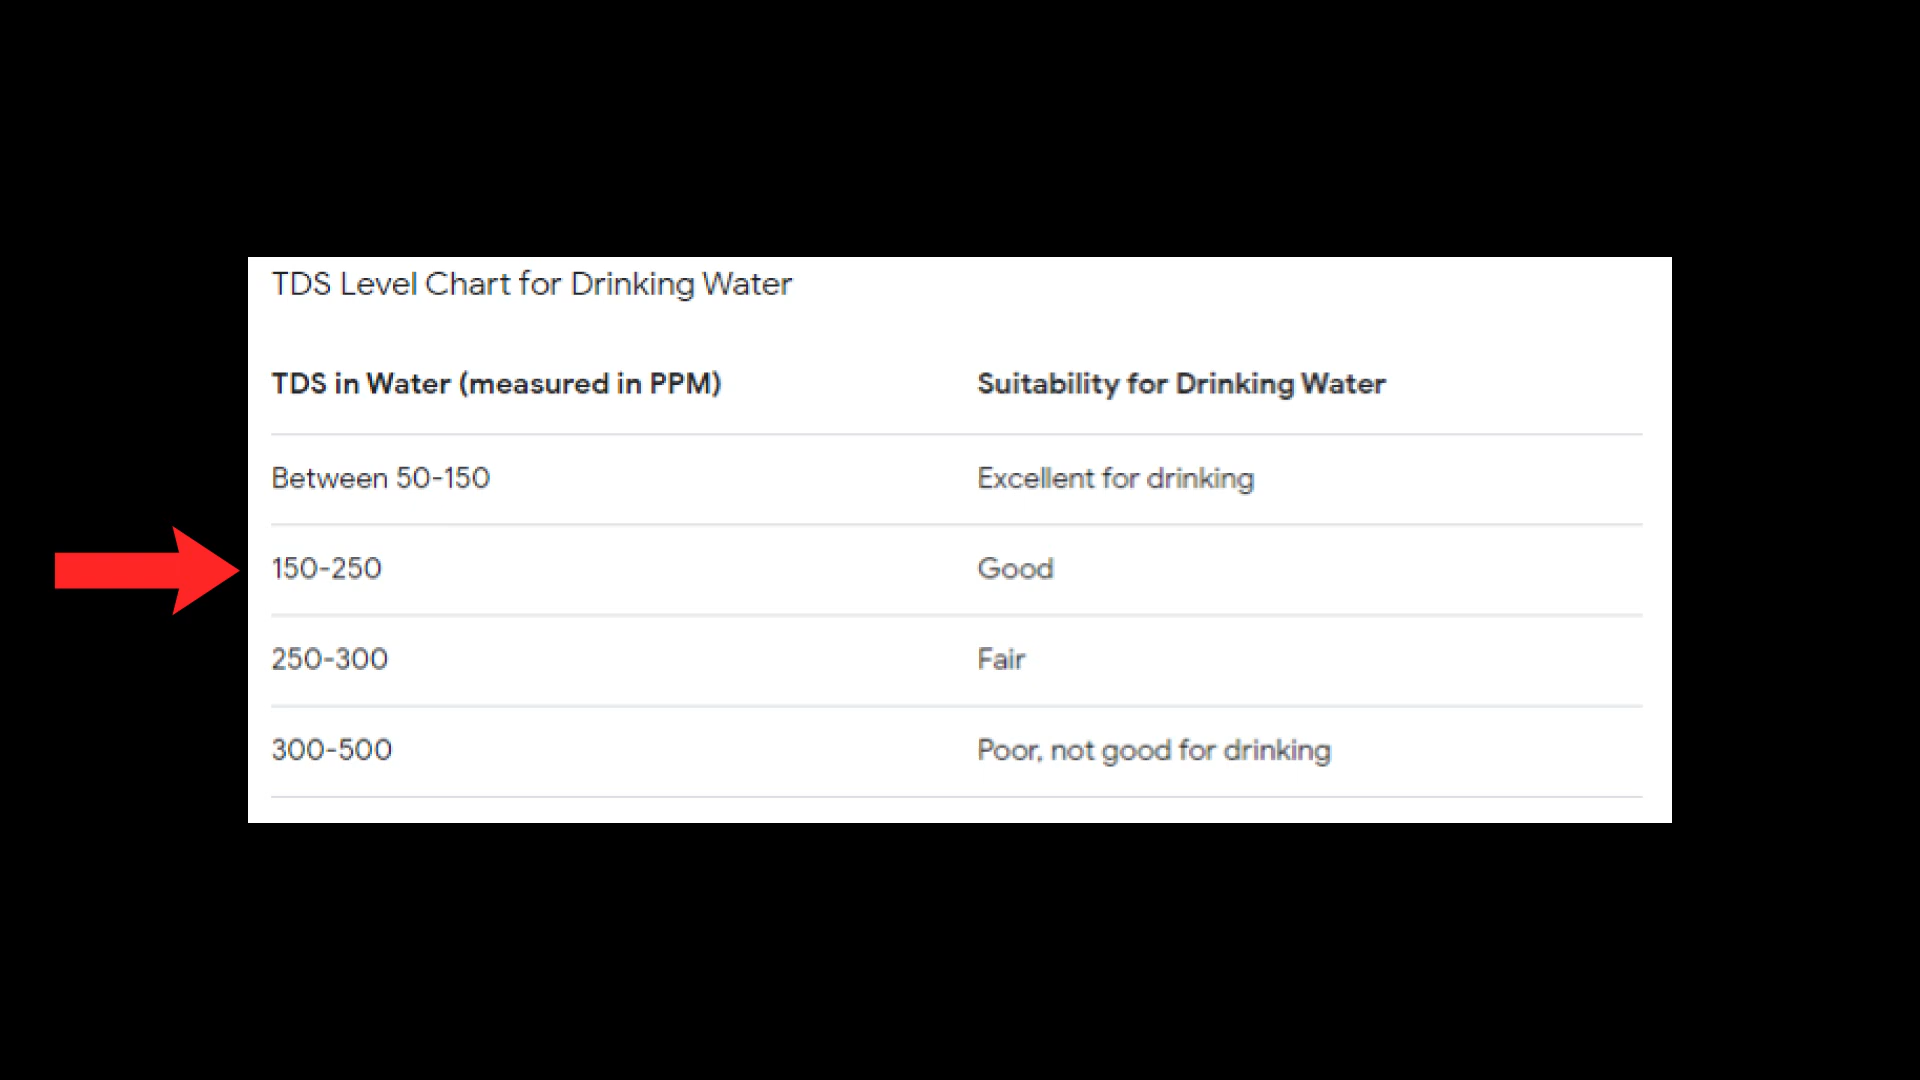 TDS Level Chart for Drinking Water
TDS in Water (measured in PPM) Suitability for Drinking Water
Between 50-150 Excellent for drinking
150-250 Good
250-300 Fair
300-500 Poor, not good for drinking